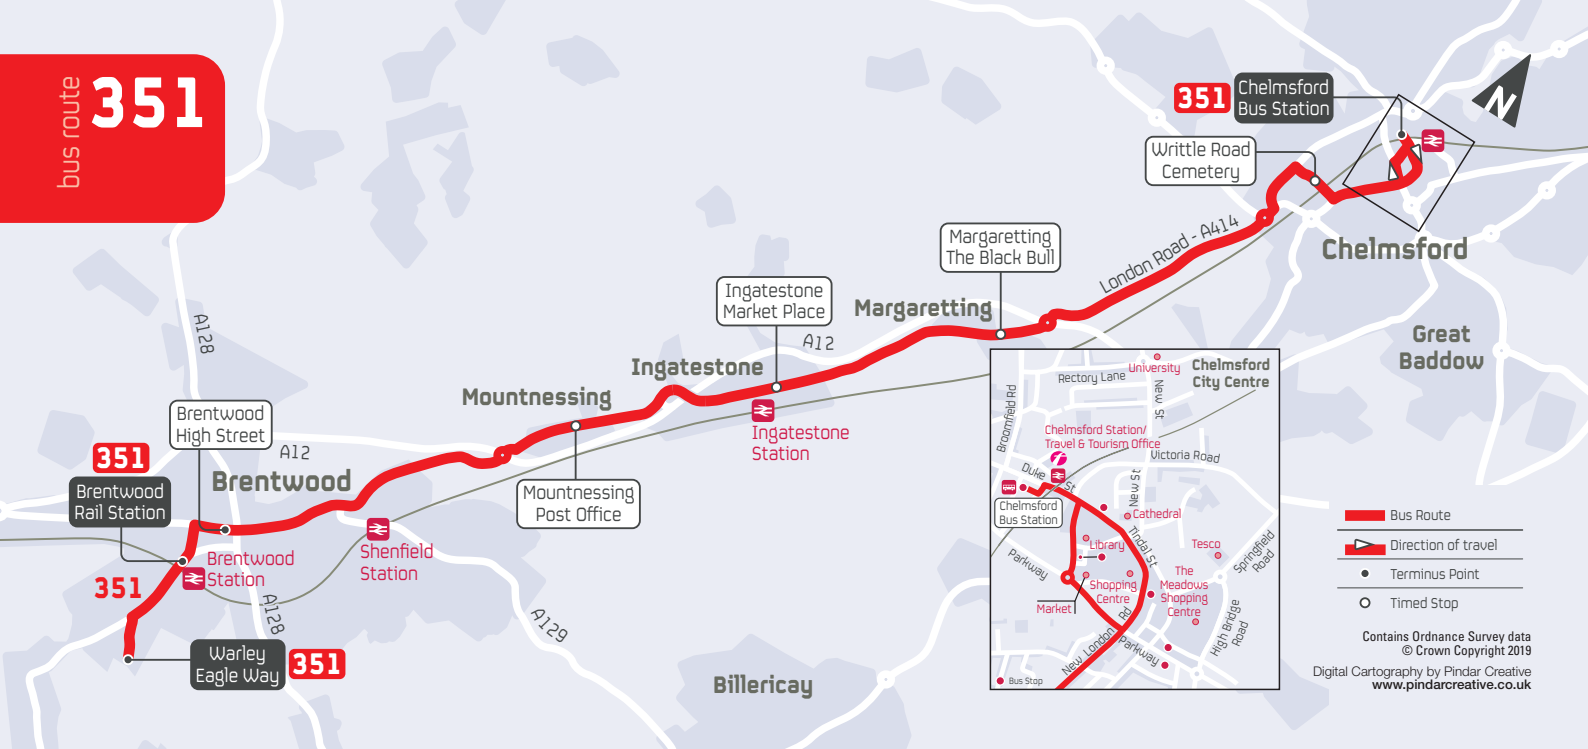 bus route
351
351
Chelmsford
Bus Station
N
Writtle Road
Cemetery
Chelmsford
London Road - A414
Margaretting
The Black Bull
Margaretting
Great
Baddow
Ingatestone
Market Place
A12
Ingatestone
Ingatestone
Station
Mountnessing
Mountnessing
Post Office
A128
Brentwood
High Street
A12
Brentwood
351
Brentwood
Rail Station
Brentwood
Station
Shenfield
Station
351
A128
A129
Warley
Eagle Way
351
Billericay
Chelmsford
City Centre
University
Rectory Lane
New St
Broomfield Rd
Chelmsford Station/
Travel & Tourism Office
Victoria Road
Duke St
New St
Chelmsford
Bus Station
Cathedral
Tindal St
Library
Tesco
Springfield
Road
Parkway
Shopping
Centre
The
Meadows
Shopping
Centre
Market
High Bridge
Road
New London Rd
Parkway
Bus Stop
Bus Route
Direction of travel
Terminus Point
Timed Stop
Contains Ordnance Survey data
© Crown Copyright 2019
Digital Cartography by Pindar Creative
www.pindarcreative.co.uk